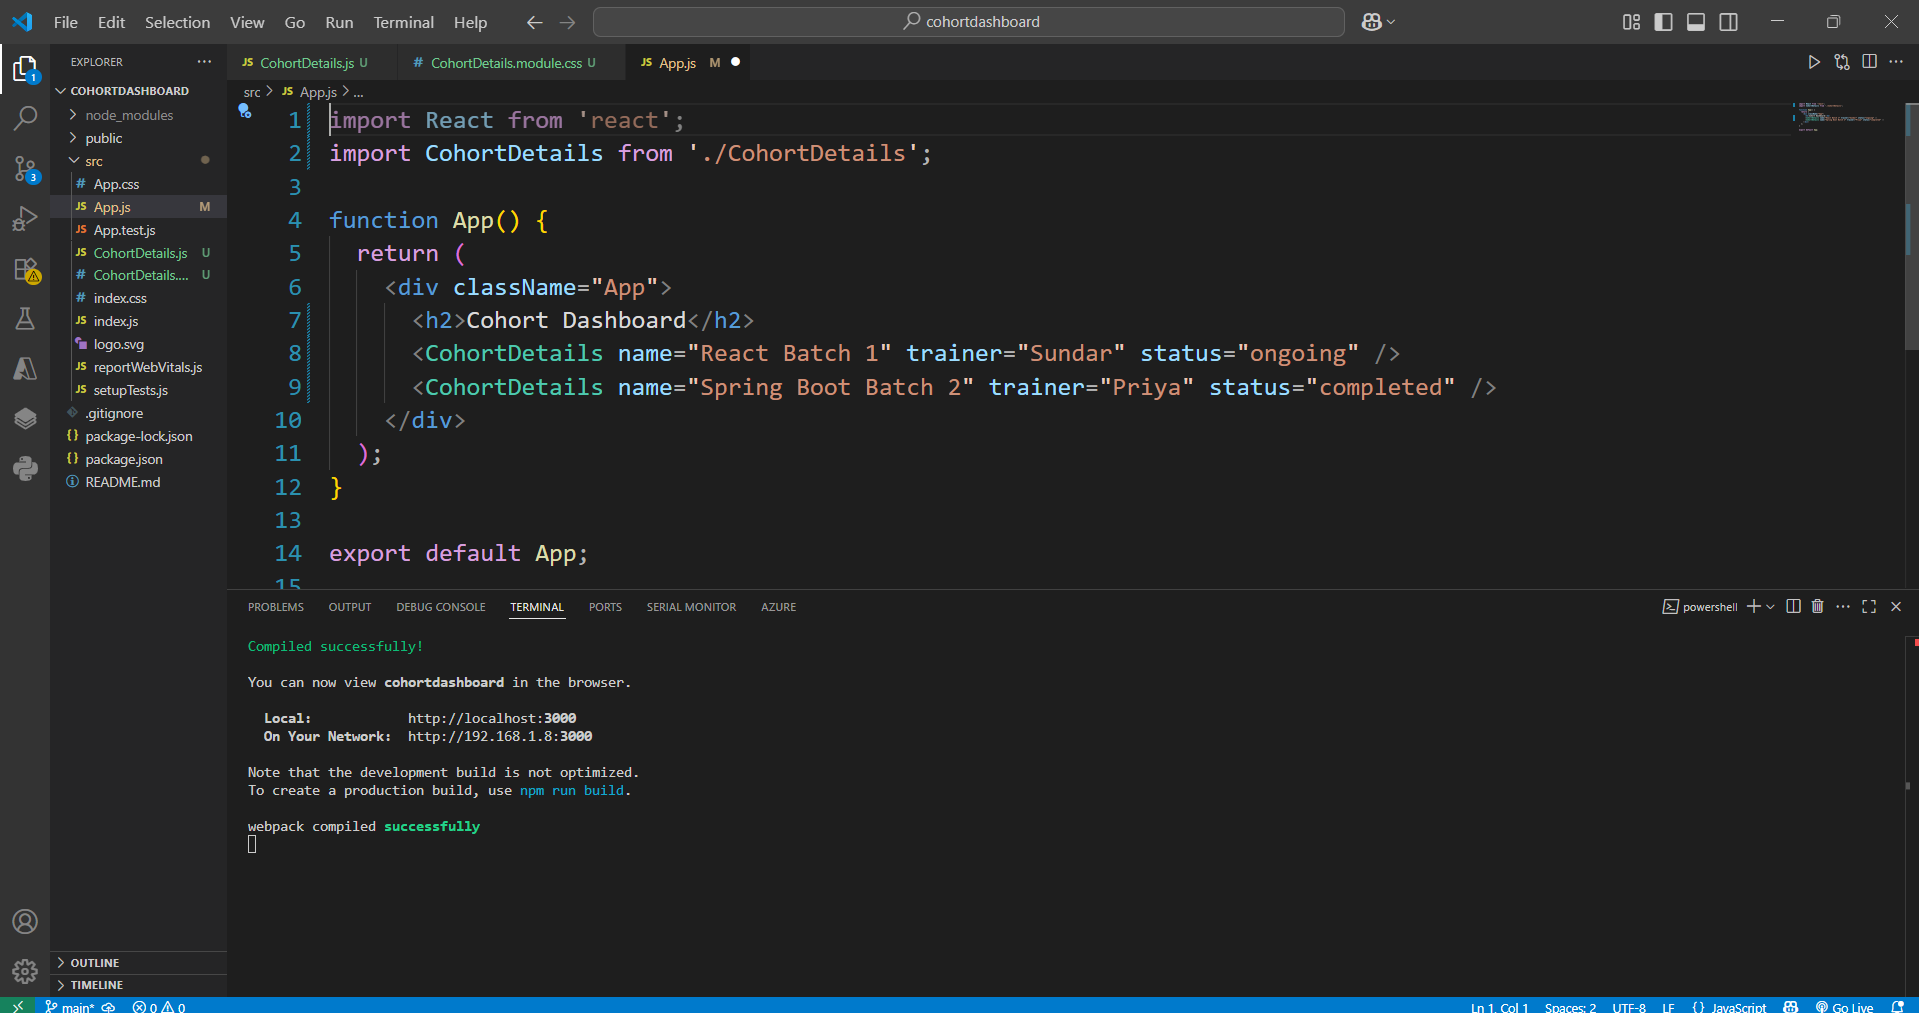 File Edit Selection View Go Run Terminal Help cohortdashboard
EXPLORER
COHORTDASHBOARD
node_modules
public
src
App.css
App.js M
App.test.js
CohortDetails.js U
CohortDetails.... U
index.css
index.js
logo.svg
reportWebVitals.js
setupTests.js
.gitignore
package-lock.json
package.json
README.md
OUTLINE
TIMELINE
CohortDetails.js U CohortDetails.module.css U App.js M
src > App.js > ...
1 import React from 'react';
2 import CohortDetails from './CohortDetails';
3
4 function App() {
5 return (
6 <div className="App">
7 <h2>Cohort Dashboard</h2>
8 <CohortDetails name="React Batch 1" trainer="Sundar" status="ongoing" />
9 <CohortDetails name="Spring Boot Batch 2" trainer="Priya" status="completed" />
10 </div>
11 );
12 }
13
14 export default App;
15
PROBLEMS OUTPUT DEBUG CONSOLE TERMINAL PORTS SERIAL MONITOR AZURE powershell
Compiled successfully!
You can now view cohortdashboard in the browser.
Local: http://localhost:3000
On Your Network: http://192.168.1.8:3000
Note that the development build is not optimized.
To create a production build, use npm run build.
webpack compiled successfully
main* 0 0 Ln 1, Col 1 Spaces: 2 UTF-8 LF {} JavaScript Go Live